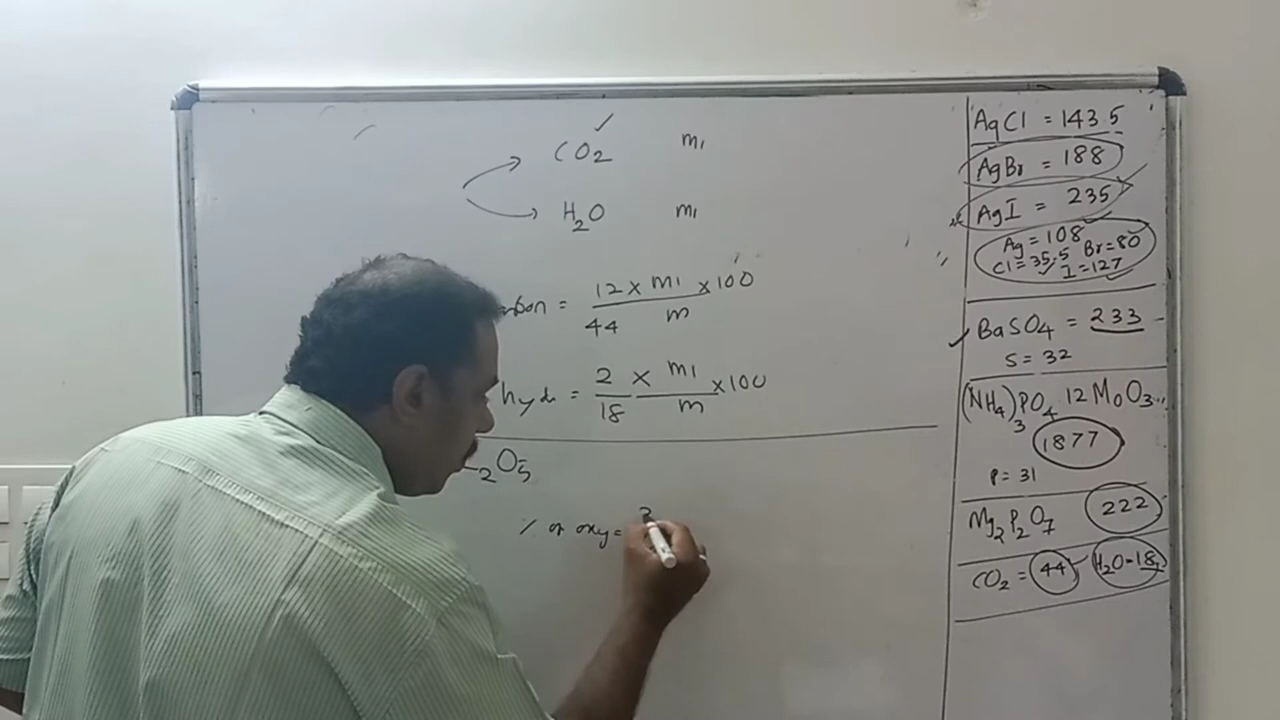 CO2 m1
H2O m1
= 12 x m1 x 100
44 m
hyd = 2 x m1 x 100
18 m
2O5
% of oxy =
AgCl = 143 5
AgBr = 188
AgI = 235
Ag = 108
Cl = 35.5 Br = 80
I = 127
BaSO4 = 233
S = 32
(NH4)3PO4 12 MoO3
1877
P = 31
Mg2P2O7 222
CO2 = 44 H2O = 18